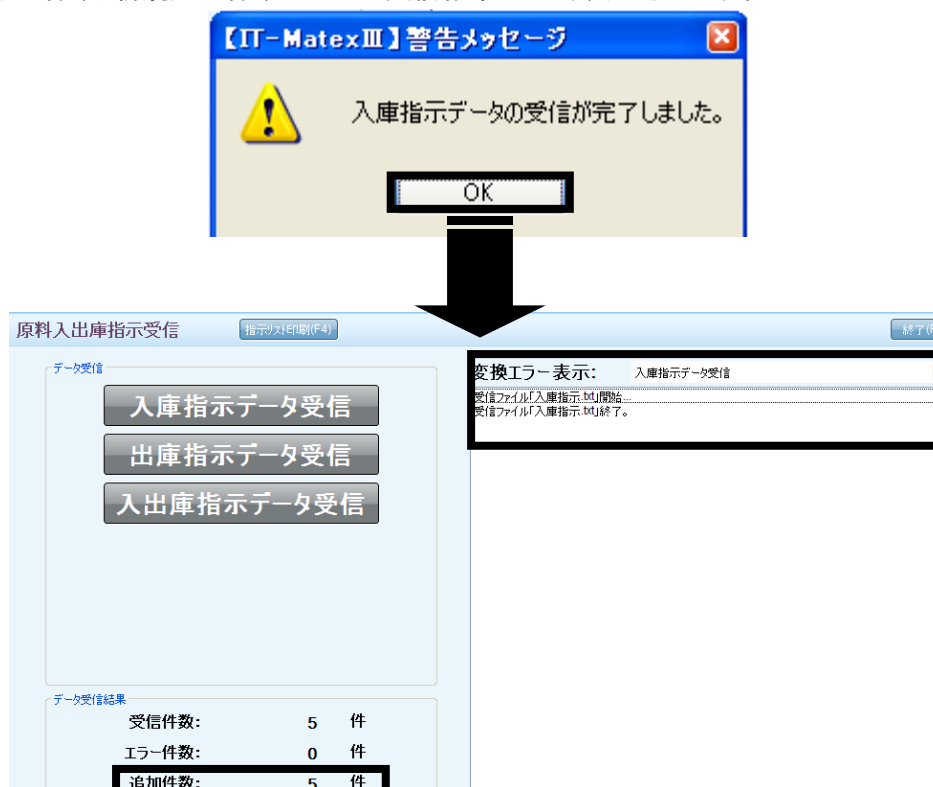 【IT-MatexⅢ】警告メッセージ
入庫指示データの受信が完了しました。
OK
原料入出庫指示受信
指示リスト印刷(F4)
終了(
データ受信
入庫指示データ受信
出庫指示データ受信
入出庫指示データ受信
変換エラー表示: 入庫指示データ受信
受信ファイル「入庫指示.txt」開始...
受信ファイル「入庫指示.txt」終了。
データ受信結果
受信件数: 5 件
エラー件数: 0 件
追加件数: 5 件